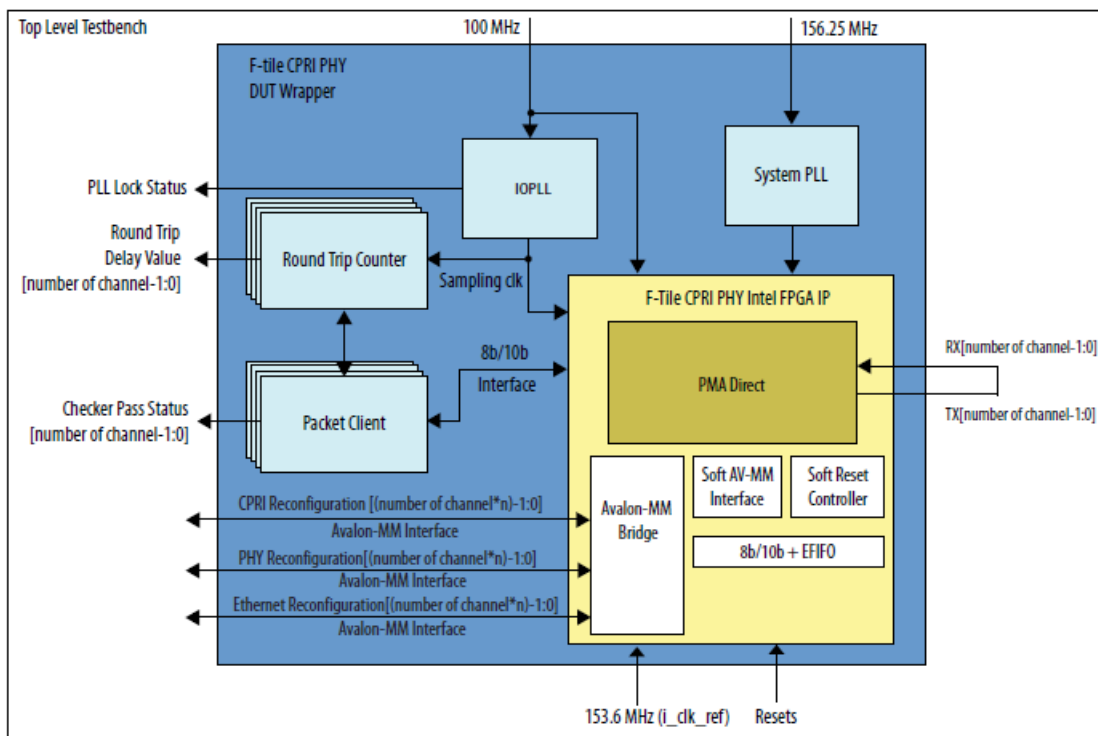 Top Level Testbench
100 MHz
156.25 MHz
F-tile CPRI PHY
DUT Wrapper
IOPLL
System PLL
PLL Lock Status
Round Trip
Delay Value
[number of channel-1:0]
Round Trip Counter
Sampling clk
F-Tile CPRI PHY Intel FPGA IP
8b/10b
Interface
PMA Direct
RX[number of channel-1:0]
TX[number of channel-1:0]
Checker Pass Status
[number of channel-1:0]
Packet Client
Avalon-MM
Bridge
Soft AV-MM
Interface
Soft Reset
Controller
8b/10b + EFIFO
CPRI Reconfiguration [(number of channel*n)-1:0]
Avalon-MM Interface
PHY Reconfiguration[(number of channel*n)-1:0]
Avalon-MM Interface
Ethernet Reconfiguration[(number of channel*n)-1:0]
Avalon-MM Interface
153.6 MHz (i_clk_ref)
Resets